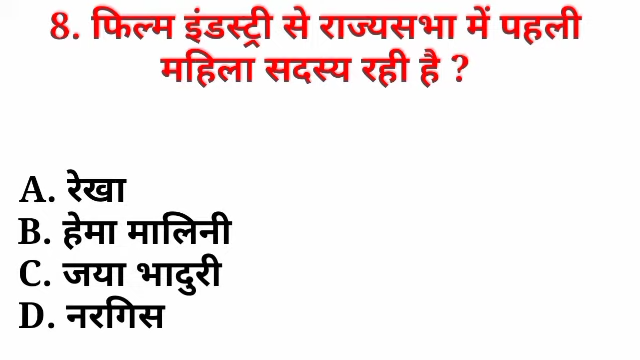 8. फिल्म इंडस्ट्री से राज्यसभा में पहली
महिला सदस्य रही है ?
A. रेखा
B. हेमा मालिनी
C. जया भादुरी
D. नरगिस